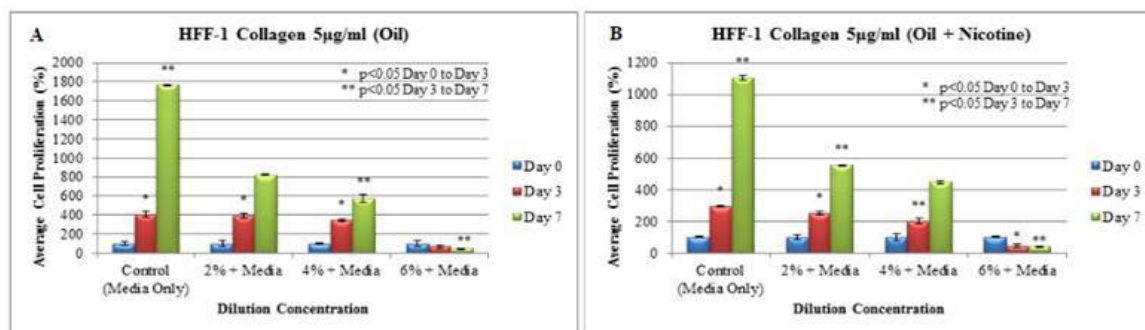 A
HFF-1 Collagen 5µg/ml (Oil)
Average Cell Proliferation (%)
2000
1800
1600
1400
1200
1000
800
600
400
200
0
**
* p<0.05 Day 0 to Day 3
** p<0.05 Day 3 to Day 7
*
*
*
**
**
Day 0
Day 3
Day 7
Control
(Media Only)
2% + Media
4% + Media
6% + Media
Dilution Concentration
B
HFF-1 Collagen 5µg/ml (Oil + Nicotine)
Average Cell Proliferation (%)
1200
1000
800
600
400
200
0
**
* p<0.05 Day 0 to Day 3
** p<0.05 Day 3 to Day 7
*
*
**
**
*
**
Day 0
Day 3
Day 7
Control
(Media Only)
2% + Media
4% + Media
6% + Media
Dilution Concentration